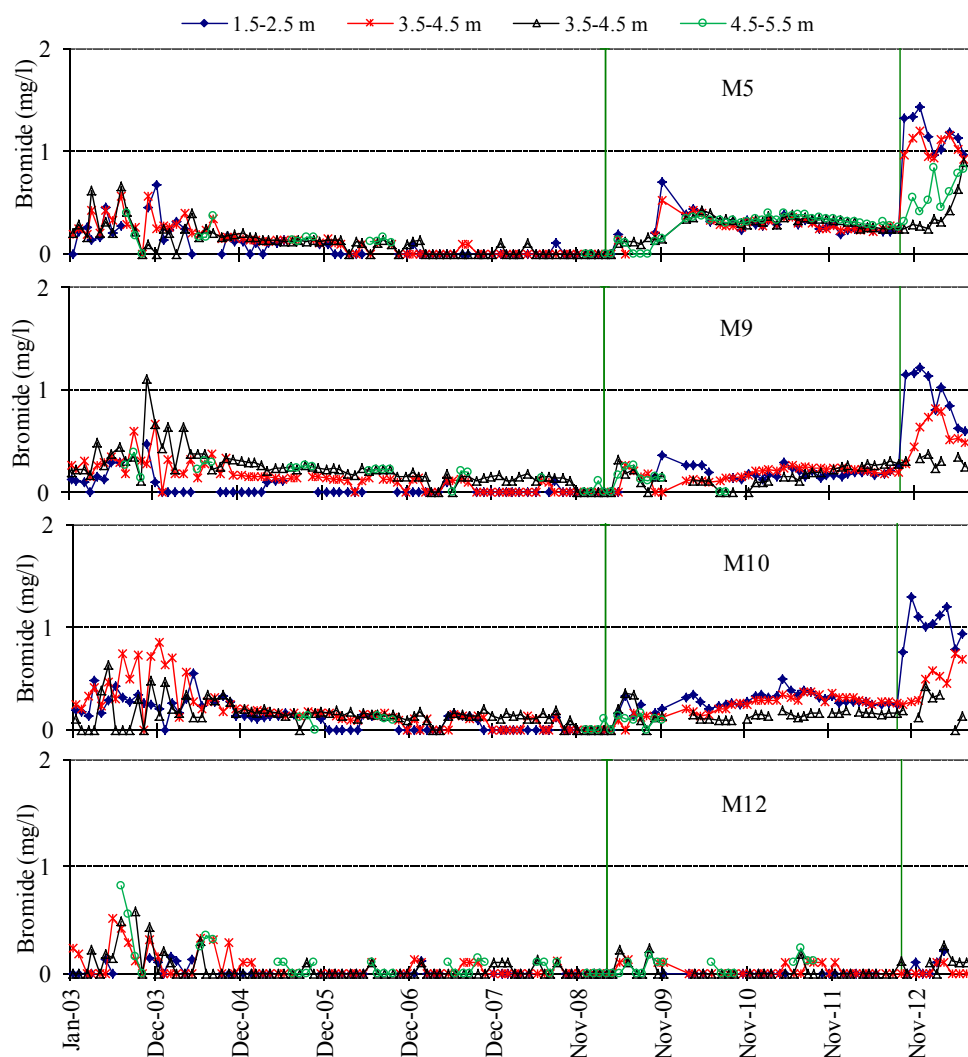 1.5-2.5 m 3.5-4.5 m 3.5-4.5 m 4.5-5.5 m
2
1
0
Bromide (mg/l)
M5
2
1
0
Bromide (mg/l)
M9
2
1
0
Bromide (mg/l)
M10
2
1
0
Bromide (mg/l)
M12
Jan-03 Dec-03 Dec-04 Dec-05 Dec-06 Dec-07 Nov-08 Nov-09 Nov-10 Nov-11 Nov-12